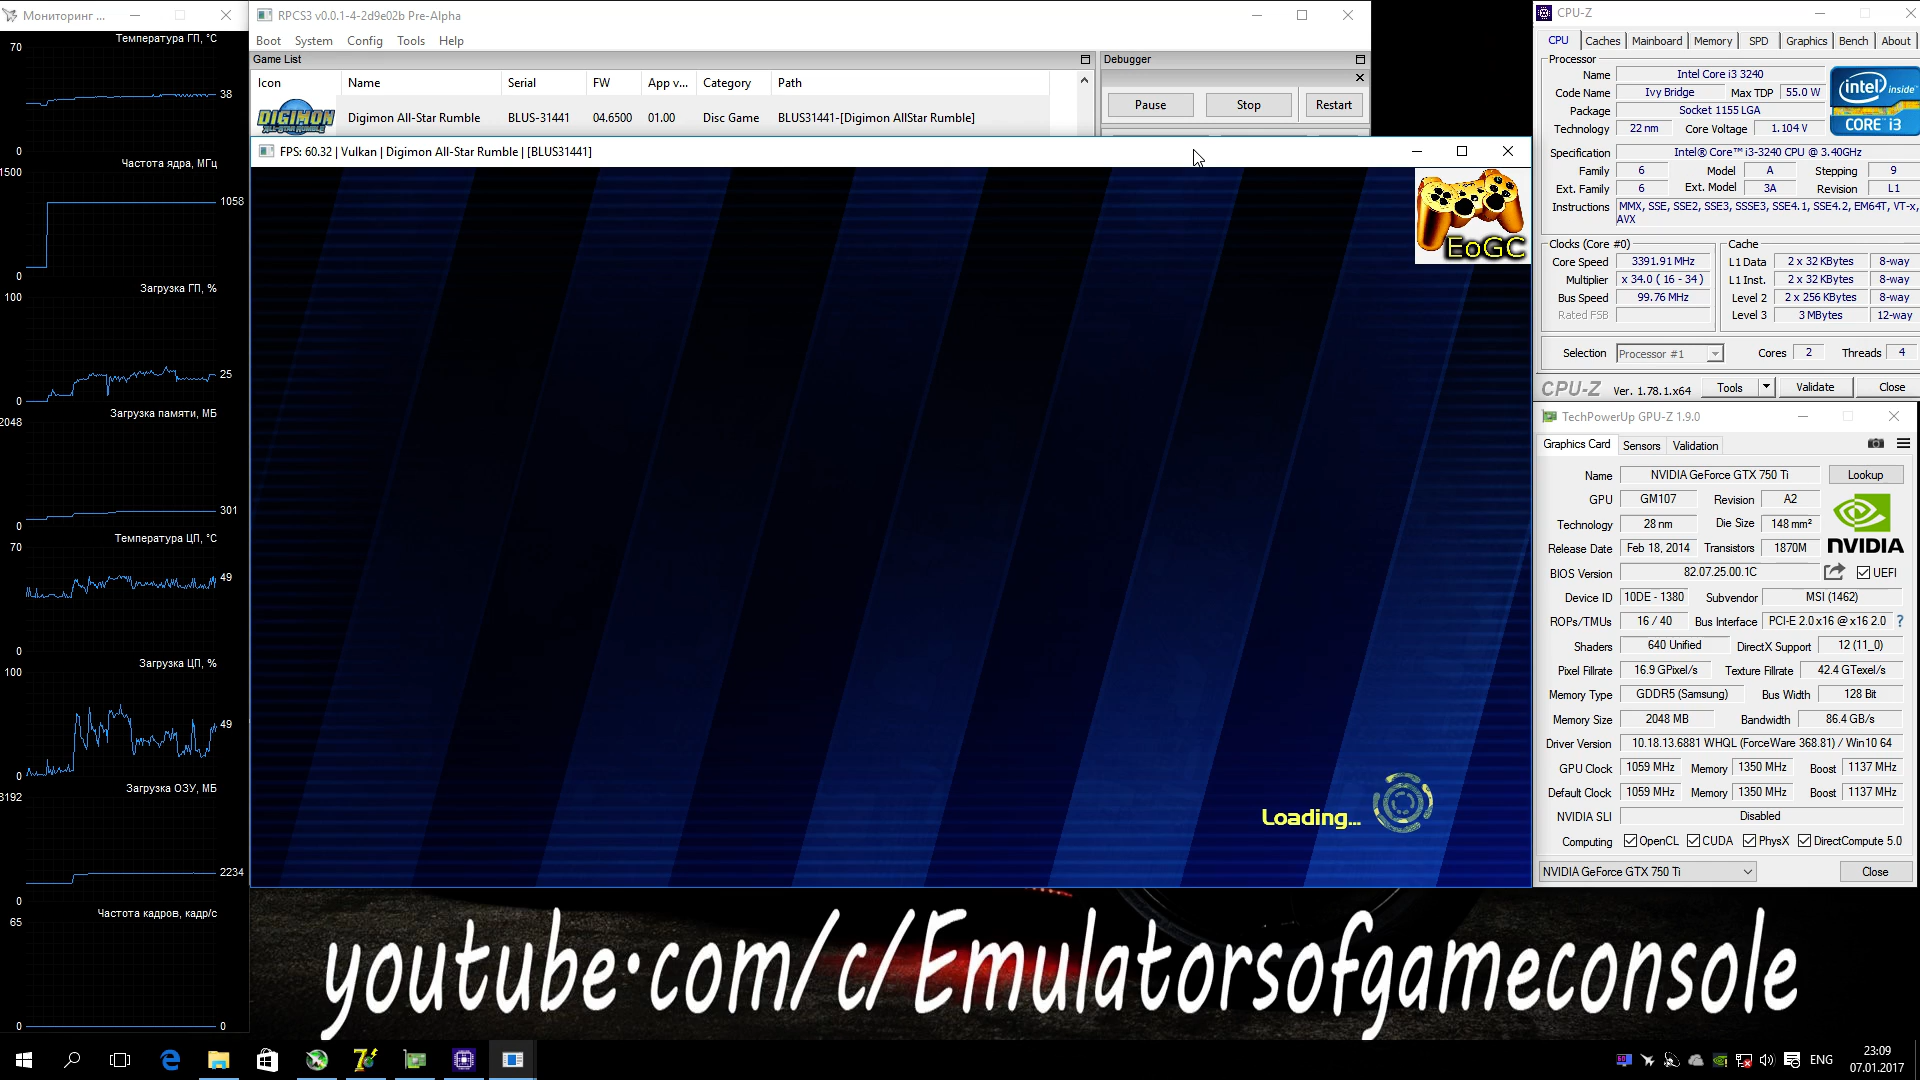 Мониторинг ...
Температура ГП, °C
70
38
0
Частота ядра, МГц
1500
1058
0
Загрузка ГП, %
100
25
0
Загрузка памяти, МБ
2048
301
0
Температура ЦП, °C
70
49
0
Загрузка ЦП, %
100
49
0
Загрузка ОЗУ, МБ
8192
2234
0
Частота кадров, кадр/с
65
0
0
RPCS3 v0.0.1-4-2d9e02b Pre-Alpha
Boot System Config Tools Help
Game List
Icon Name Serial FW App v... Category Path
DIGIMON
ALL-STAR RUMBLE
Digimon All-Star Rumble BLUS-31441 04.6500 01.00 Disc Game BLUS31441-[Digimon AllStar Rumble]
Debugger
Pause Stop Restart
FPS: 60.32 | Vulkan | Digimon All-Star Rumble | [BLUS31441]
EoGC
Loading...
youtube.com/c/Emulatorsofgameconsole
CPU-Z
CPU Caches Mainboard Memory SPD Graphics Bench About
Processor
Name Intel Core i3 3240
Code Name Ivy Bridge Max TDP 55.0 W
Package Socket 1155 LGA
Technology 22 nm Core Voltage 1.104 V
intel inside™
CORE i3
Specification Intel® Core™ i3-3240 CPU @ 3.40GHz
Family 6 Model A Stepping 9
Ext. Family 6 Ext. Model 3A Revision L1
Instructions MMX, SSE, SSE2, SSE3, SSSE3, SSE4.1, SSE4.2, EM64T, VT-x,
AVX
Clocks (Core #0)
Core Speed 3391.91 MHz
Multiplier x 34.0 ( 16 - 34 )
Bus Speed 99.76 MHz
Rated FSB
Cache
L1 Data 2 x 32 KBytes 8-way
L1 Inst. 2 x 32 KBytes 8-way
Level 2 2 x 256 KBytes 8-way
Level 3 3 MBytes 12-way
Selection Processor #1 Cores 2 Threads 4
CPU-Z Ver. 1.78.1.x64 Tools Validate Close
TechPowerUp GPU-Z 1.9.0
Graphics Card Sensors Validation
Name NVIDIA GeForce GTX 750 Ti Lookup
GPU GM107 Revision A2
Technology 28 nm Die Size 148 mm²
Release Date Feb 18, 2014 Transistors 1870M
NVIDIA
BIOS Version 82.07.25.00.1C UEFI
Device ID 10DE - 1380 Subvendor MSI (1462)
ROPs/TMUs 16 / 40 Bus Interface PCI-E 2.0 x16 @ x16 2.0 ?
Shaders 640 Unified DirectX Support 12 (11_0)
Pixel Fillrate 16.9 GPixel/s Texture Fillrate 42.4 GTexel/s
Memory Type GDDR5 (Samsung) Bus Width 128 Bit
Memory Size 2048 MB Bandwidth 86.4 GB/s
Driver Version 10.18.13.6881 WHQL (ForceWare 368.81) / Win10 64
GPU Clock 1059 MHz Memory 1350 MHz Boost 1137 MHz
Default Clock 1059 MHz Memory 1350 MHz Boost 1137 MHz
NVIDIA SLI Disabled
Computing OpenCL CUDA PhysX DirectCompute 5.0
NVIDIA GeForce GTX 750 Ti Close
ENG
23:09
07.01.2017